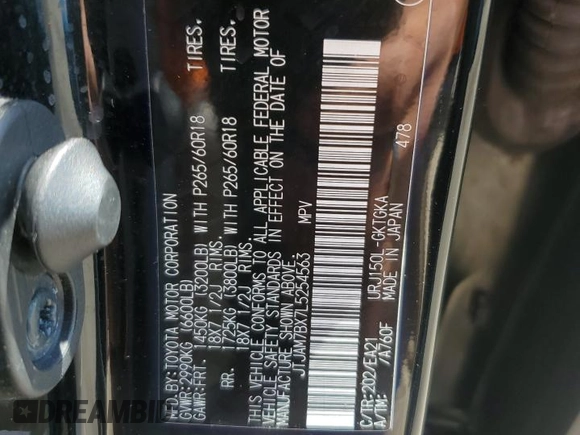 MFD.BY:TOYOTA MOTOR CORPORATION
GVWR:2990KG (6600LB)
GAWR:FRT. 1450KG (3200LB) WITH P265/60R18 TIRES,
18X7 1/2J RIMS.
RR. 1725KG (3800LB) WITH P265/60R18 TIRES,
18X7 1/2J RIMS.
THIS VEHICLE CONFORMS TO ALL APPLICABLE FEDERAL MOTOR
VEHICLE SAFETY STANDARDS IN EFFECT ON THE DATE OF
MANUFACTURE SHOWN ABOVE.
JTJAM7BX7L5254563 MPV
C/TR:202/EA21 URJ150L-GKTGKA 478
A/TM: /A760F MADE IN JAPAN
DREAMBID